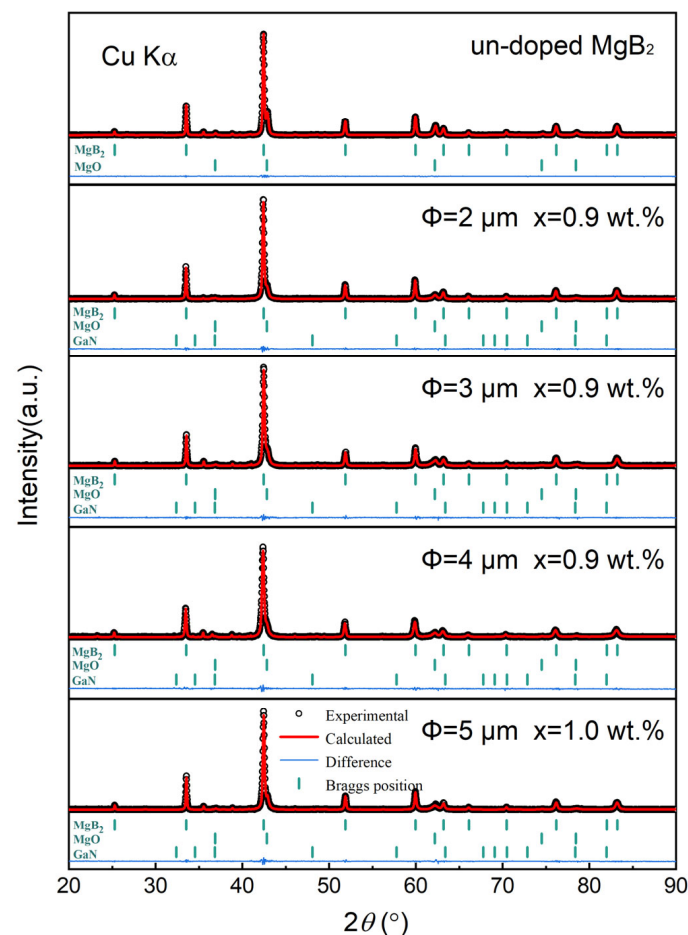 Cu Kα
un-doped MgB₂
MgB₂
MgO
Φ=2 μm x=0.9 wt.%
MgB₂
MgO
GaN
Φ=3 μm x=0.9 wt.%
MgB₂
MgO
GaN
Φ=4 μm x=0.9 wt.%
MgB₂
MgO
GaN
Φ=5 μm x=1.0 wt.%
Experimental
Calculated
Difference
Braggs position
MgB₂
MgO
GaN
Intensity(a.u.)
20 30 40 50 60 70 80 90
2θ (°)